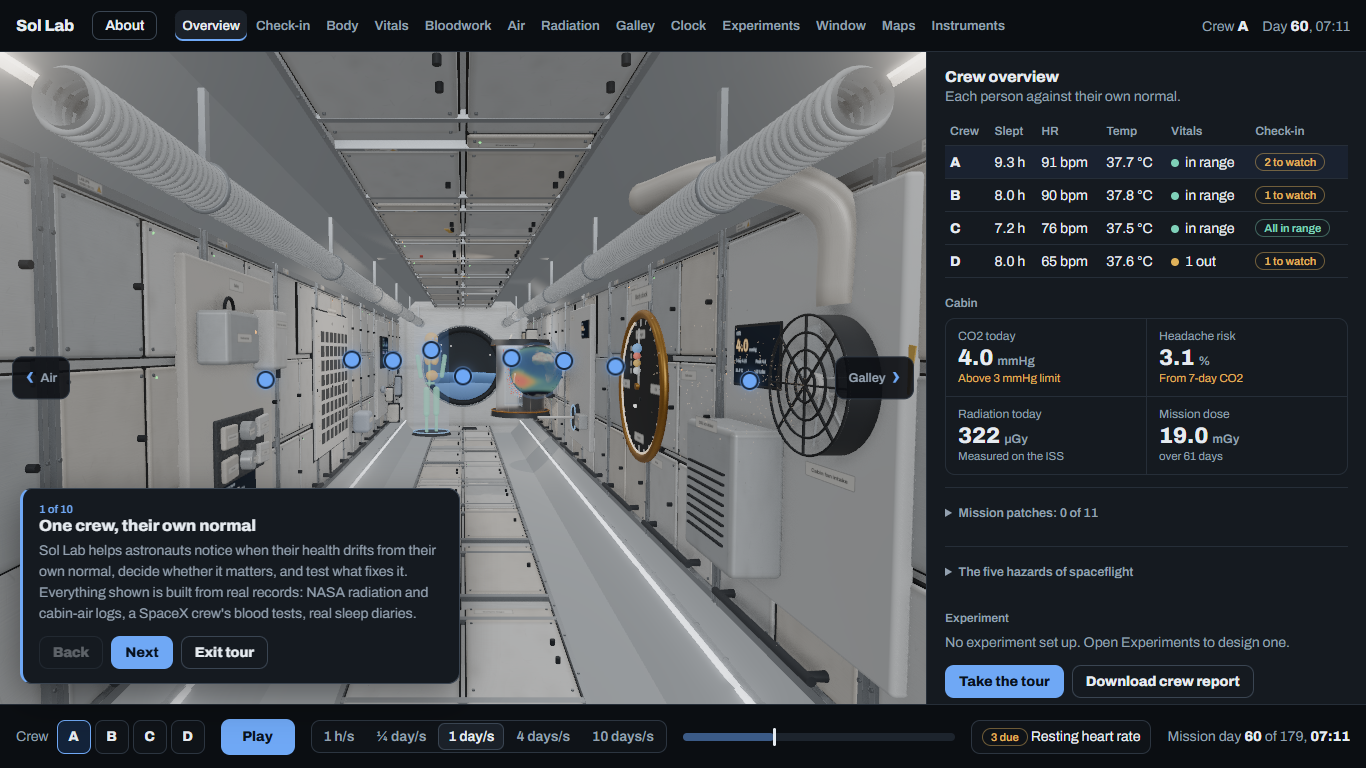 Sol Lab About Overview Check-in Body Vitals Bloodwork Air Radiation Galley Clock Experiments Window Maps Instruments Crew A Day 60, 07:11
‹ Air
Galley ›
Cabin fan intake
1 of 10
One crew, their own normal
Sol Lab helps astronauts notice when their health drifts from their
own normal, decide whether it matters, and test what fixes it.
Everything shown is built from real records: NASA radiation and
cabin-air logs, a SpaceX crew's blood tests, real sleep diaries.
Back Next Exit tour
Crew overview
Each person against their own normal.
Crew Slept HR Temp Vitals Check-in
A 9.3 h 91 bpm 37.7 °C in range 2 to watch
B 8.0 h 90 bpm 37.8 °C in range 1 to watch
C 7.2 h 76 bpm 37.5 °C in range All in range
D 8.0 h 65 bpm 37.6 °C 1 out 1 to watch
Cabin
CO2 today Headache risk
4.0 mmHg 3.1 %
Above 3 mmHg limit From 7-day CO2
Radiation today Mission dose
322 µGy 19.0 mGy
Measured on the ISS over 61 days
Mission patches: 0 of 11
The five hazards of spaceflight
Experiment
No experiment set up. Open Experiments to design one.
Take the tour Download crew report
Crew A B C D Play 1 h/s ¼ day/s 1 day/s 4 days/s 10 days/s 3 due Resting heart rate Mission day 60 of 179, 07:11